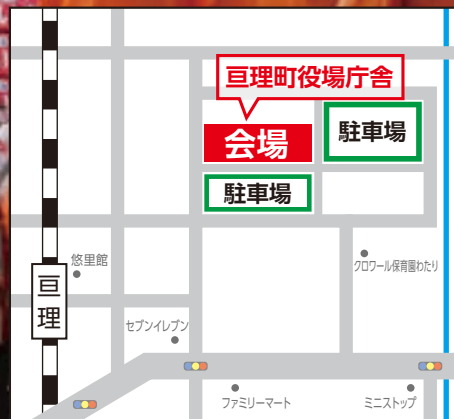 亘理町役場庁舎
会場
駐車場
駐車場
悠里館
クロワール保育園わたり
亘理
セブンイレブン
ファミリーマート
ミニストップ